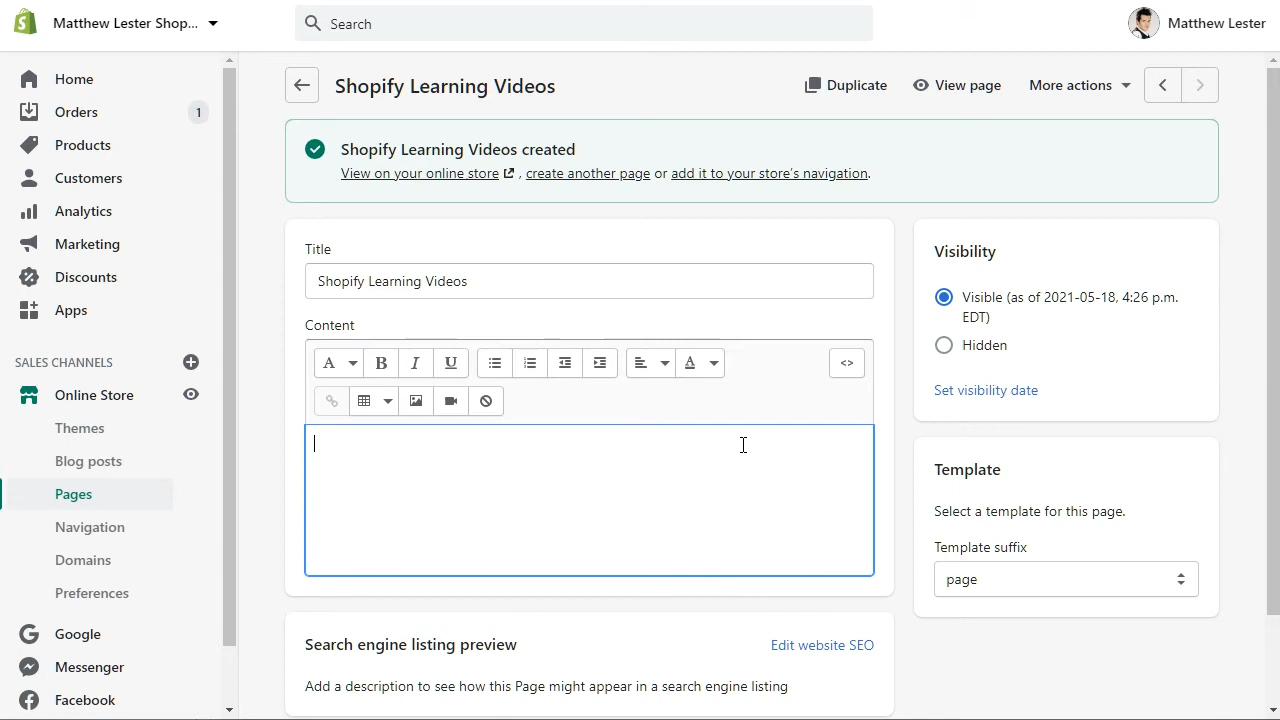 Matthew Lester Shop...
Search
Matthew Lester
Home
Orders
1
Products
Customers
Analytics
Marketing
Discounts
Apps
SALES CHANNELS
Online Store
Themes
Blog posts
Pages
Navigation
Domains
Preferences
Google
Messenger
Facebook
Shopify Learning Videos
Duplicate
View page
More actions
Shopify Learning Videos created
View on your online store , create another page or add it to your store’s navigation.
Title
Shopify Learning Videos
Content
A
B
I
U
A
<>
Search engine listing preview
Edit website SEO
Add a description to see how this Page might appear in a search engine listing
Visibility
Visible (as of 2021-05-18, 4:26 p.m.
EDT)
Hidden
Set visibility date
Template
Select a template for this page.
Template suffix
page